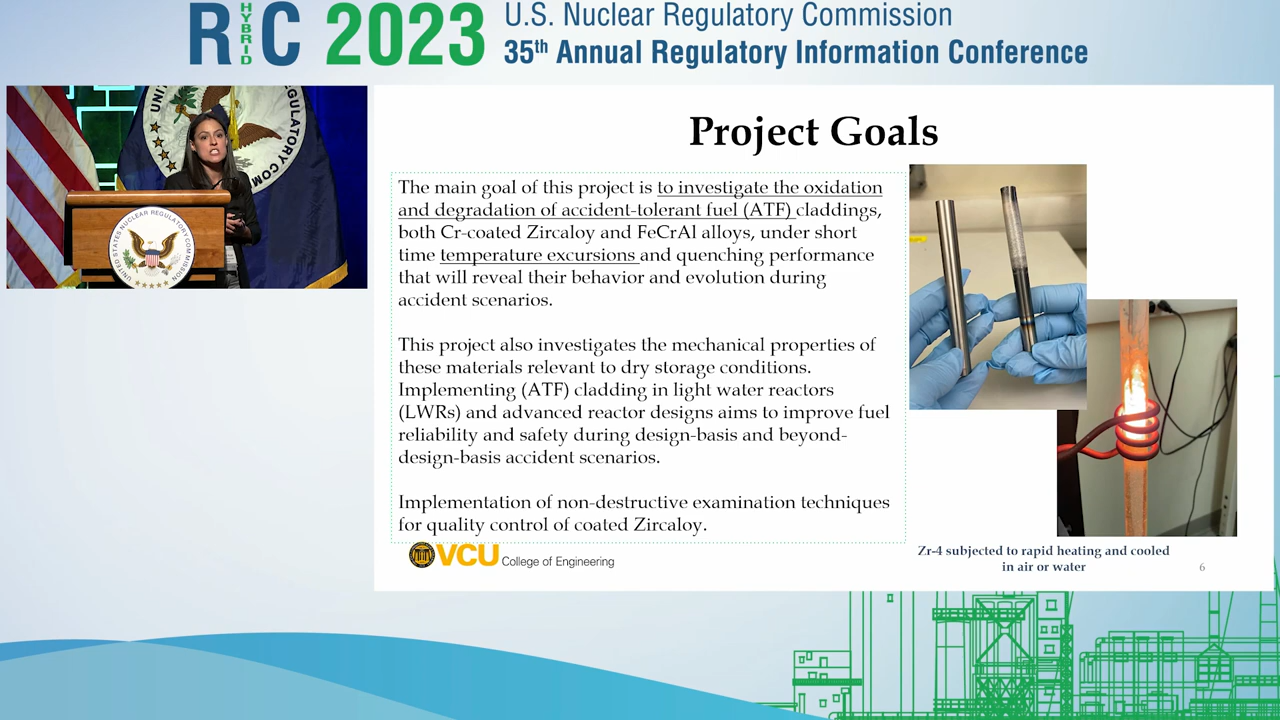 RIC HYBRID 2023
U.S. Nuclear Regulatory Commission
35th Annual Regulatory Information Conference
UNITED STATES NUCLEAR REGULATORY COMMISSION
Project Goals
The main goal of this project is to investigate the oxidation
and degradation of accident-tolerant fuel (ATF) claddings,
both Cr-coated Zircaloy and FeCrAl alloys, under short
time temperature excursions and quenching performance
that will reveal their behavior and evolution during
accident scenarios.
This project also investigates the mechanical properties of
these materials relevant to dry storage conditions.
Implementing (ATF) cladding in light water reactors
(LWRs) and advanced reactor designs aims to improve fuel
reliability and safety during design-basis and beyond-
design-basis accident scenarios.
Implementation of non-destructive examination techniques
for quality control of coated Zircaloy.
VCU College of Engineering
Zr-4 subjected to rapid heating and cooled
in air or water
6